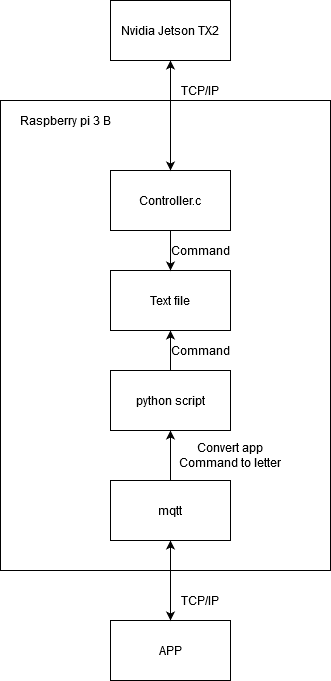 Nvidia Jetson TX2
TCP/IP
Raspberry pi 3 B
Controller.c
Command
Text file
Command
python script
Convert app
Command to letter
mqtt
TCP/IP
APP